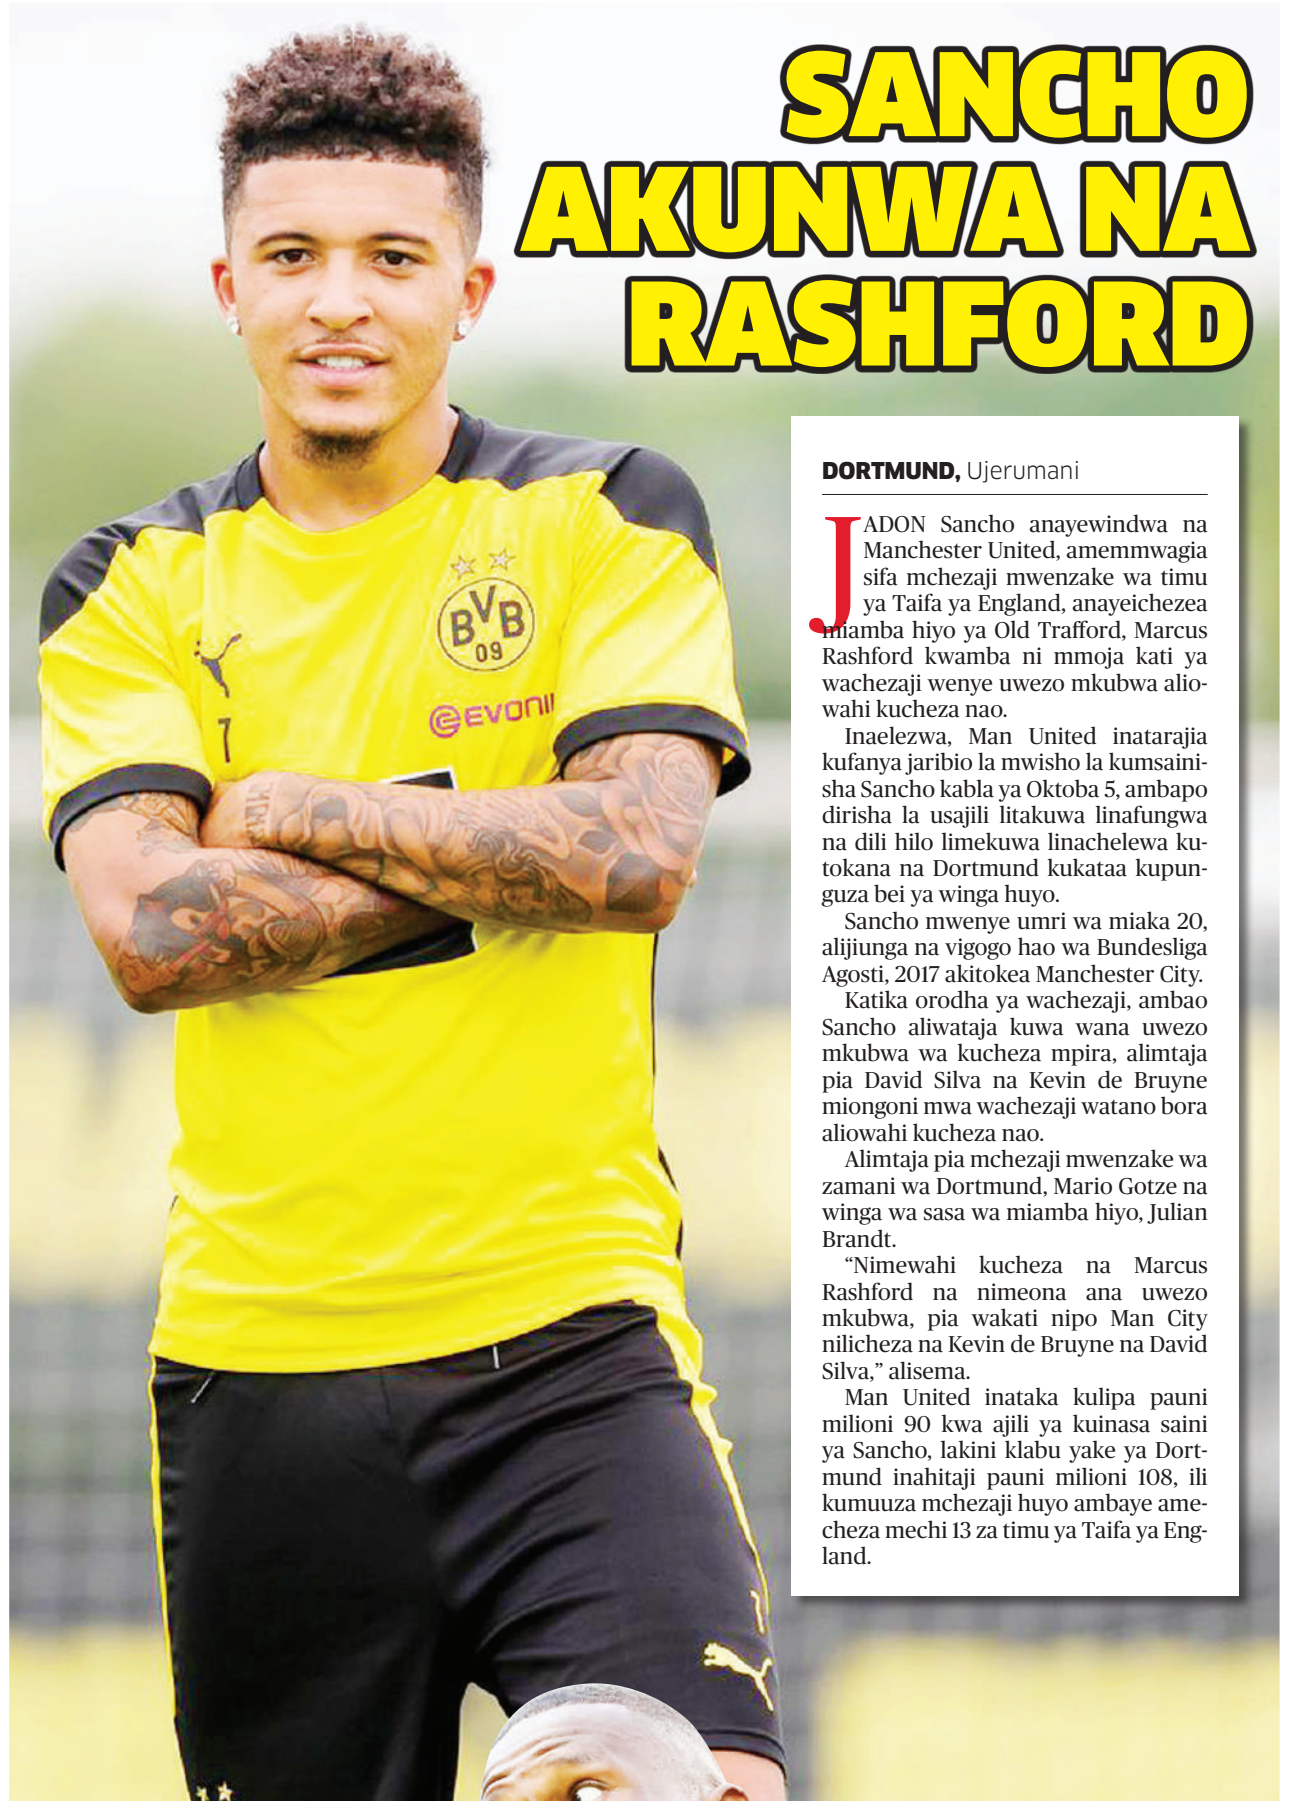 SANCHO
AKUNWA NA
RASHFORD
DORTMUND, Ujerumani
JADON Sancho anayewindwa na
Manchester United, amemmwagia
sifa mchezaji mwenzake wa timu
ya Taifa ya England, anayeichezea
miamba hiyo ya Old Trafford, Marcus
Rashford kwamba ni mmoja kati ya
wachezaji wenye uwezo mkubwa alio-
wahi kucheza nao.
Inaelezwa, Man United inatarajia
kufanya jaribio la mwisho la kumsaini-
sha Sancho kabla ya Oktoba 5, ambapo
dirisha la usajili litakuwa linafungwa
na dili hilo limekuwa linachelewa ku-
tokana na Dortmund kukataa kupun-
guza bei ya winga huyo.
Sancho mwenye umri wa miaka 20,
alijiunga na vigogo hao wa Bundesliga
Agosti, 2017 akitokea Manchester City.
Katika orodha ya wachezaji, ambao
Sancho aliwataja kuwa wana uwezo
mkubwa wa kucheza mpira, alimtaja
pia David Silva na Kevin de Bruyne
miongoni mwa wachezaji watano bora
aliowahi kucheza nao.
Alimtaja pia mchezaji mwenzake wa
zamani wa Dortmund, Mario Gotze na
winga wa sasa wa miamba hiyo, Julian
Brandt.
“Nimewahi kucheza na Marcus
Rashford na nimeona ana uwezo
mkubwa, pia wakati nipo Man City
nilicheza na Kevin de Bruyne na David
Silva,” alisema.
Man United inataka kulipa pauni
milioni 90 kwa ajili ya kuinasa saini
ya Sancho, lakini klabu yake ya Dort-
mund inahitaji pauni milioni 108, ili
kumuuza mchezaji huyo ambaye ame-
cheza mechi 13 za timu ya Taifa ya Eng-
land.
BVB
09
EVONI
7
7